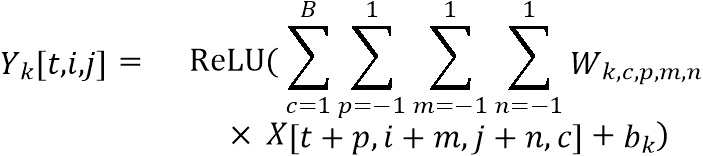 Y_k[t,i,j] = ReLU( ∑_{c=1}^{B} ∑_{p=−1}^{1} ∑_{m=−1}^{1} ∑_{n=−1}^{1} W_{k,c,p,m,n}
× X[t + p, i + m, j + n, c] + b_k)